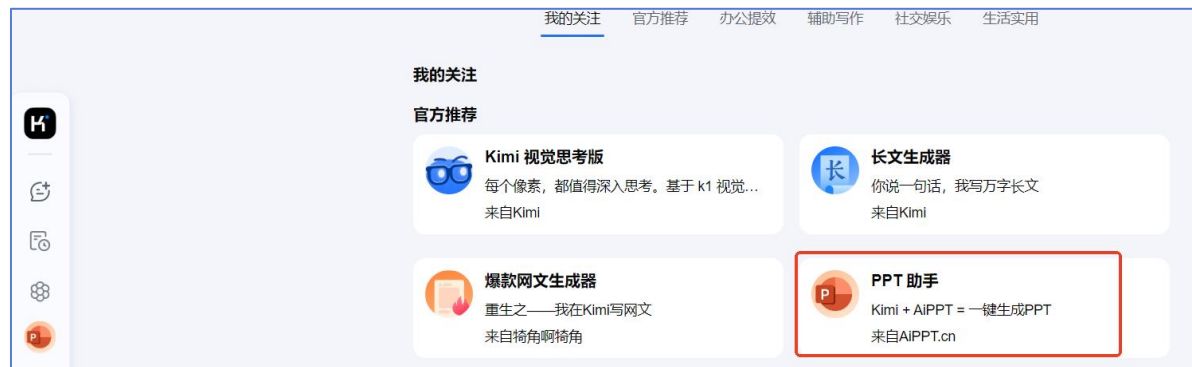 我的关注 官方推荐 办公提效 辅助写作 社交娱乐 生活实用
我的关注
官方推荐
Kimi 视觉思考版
每个像素，都值得深入思考。基于 k1 视觉...
来自Kimi
长文生成器
你说一句话，我写万字长文
来自Kimi
爆款网文生成器
重生之——我在Kimi写网文
来自犄角啊犄角
PPT 助手
Kimi + AiPPT = 一键生成PPT
来自AiPPT.cn
K
长
P
P